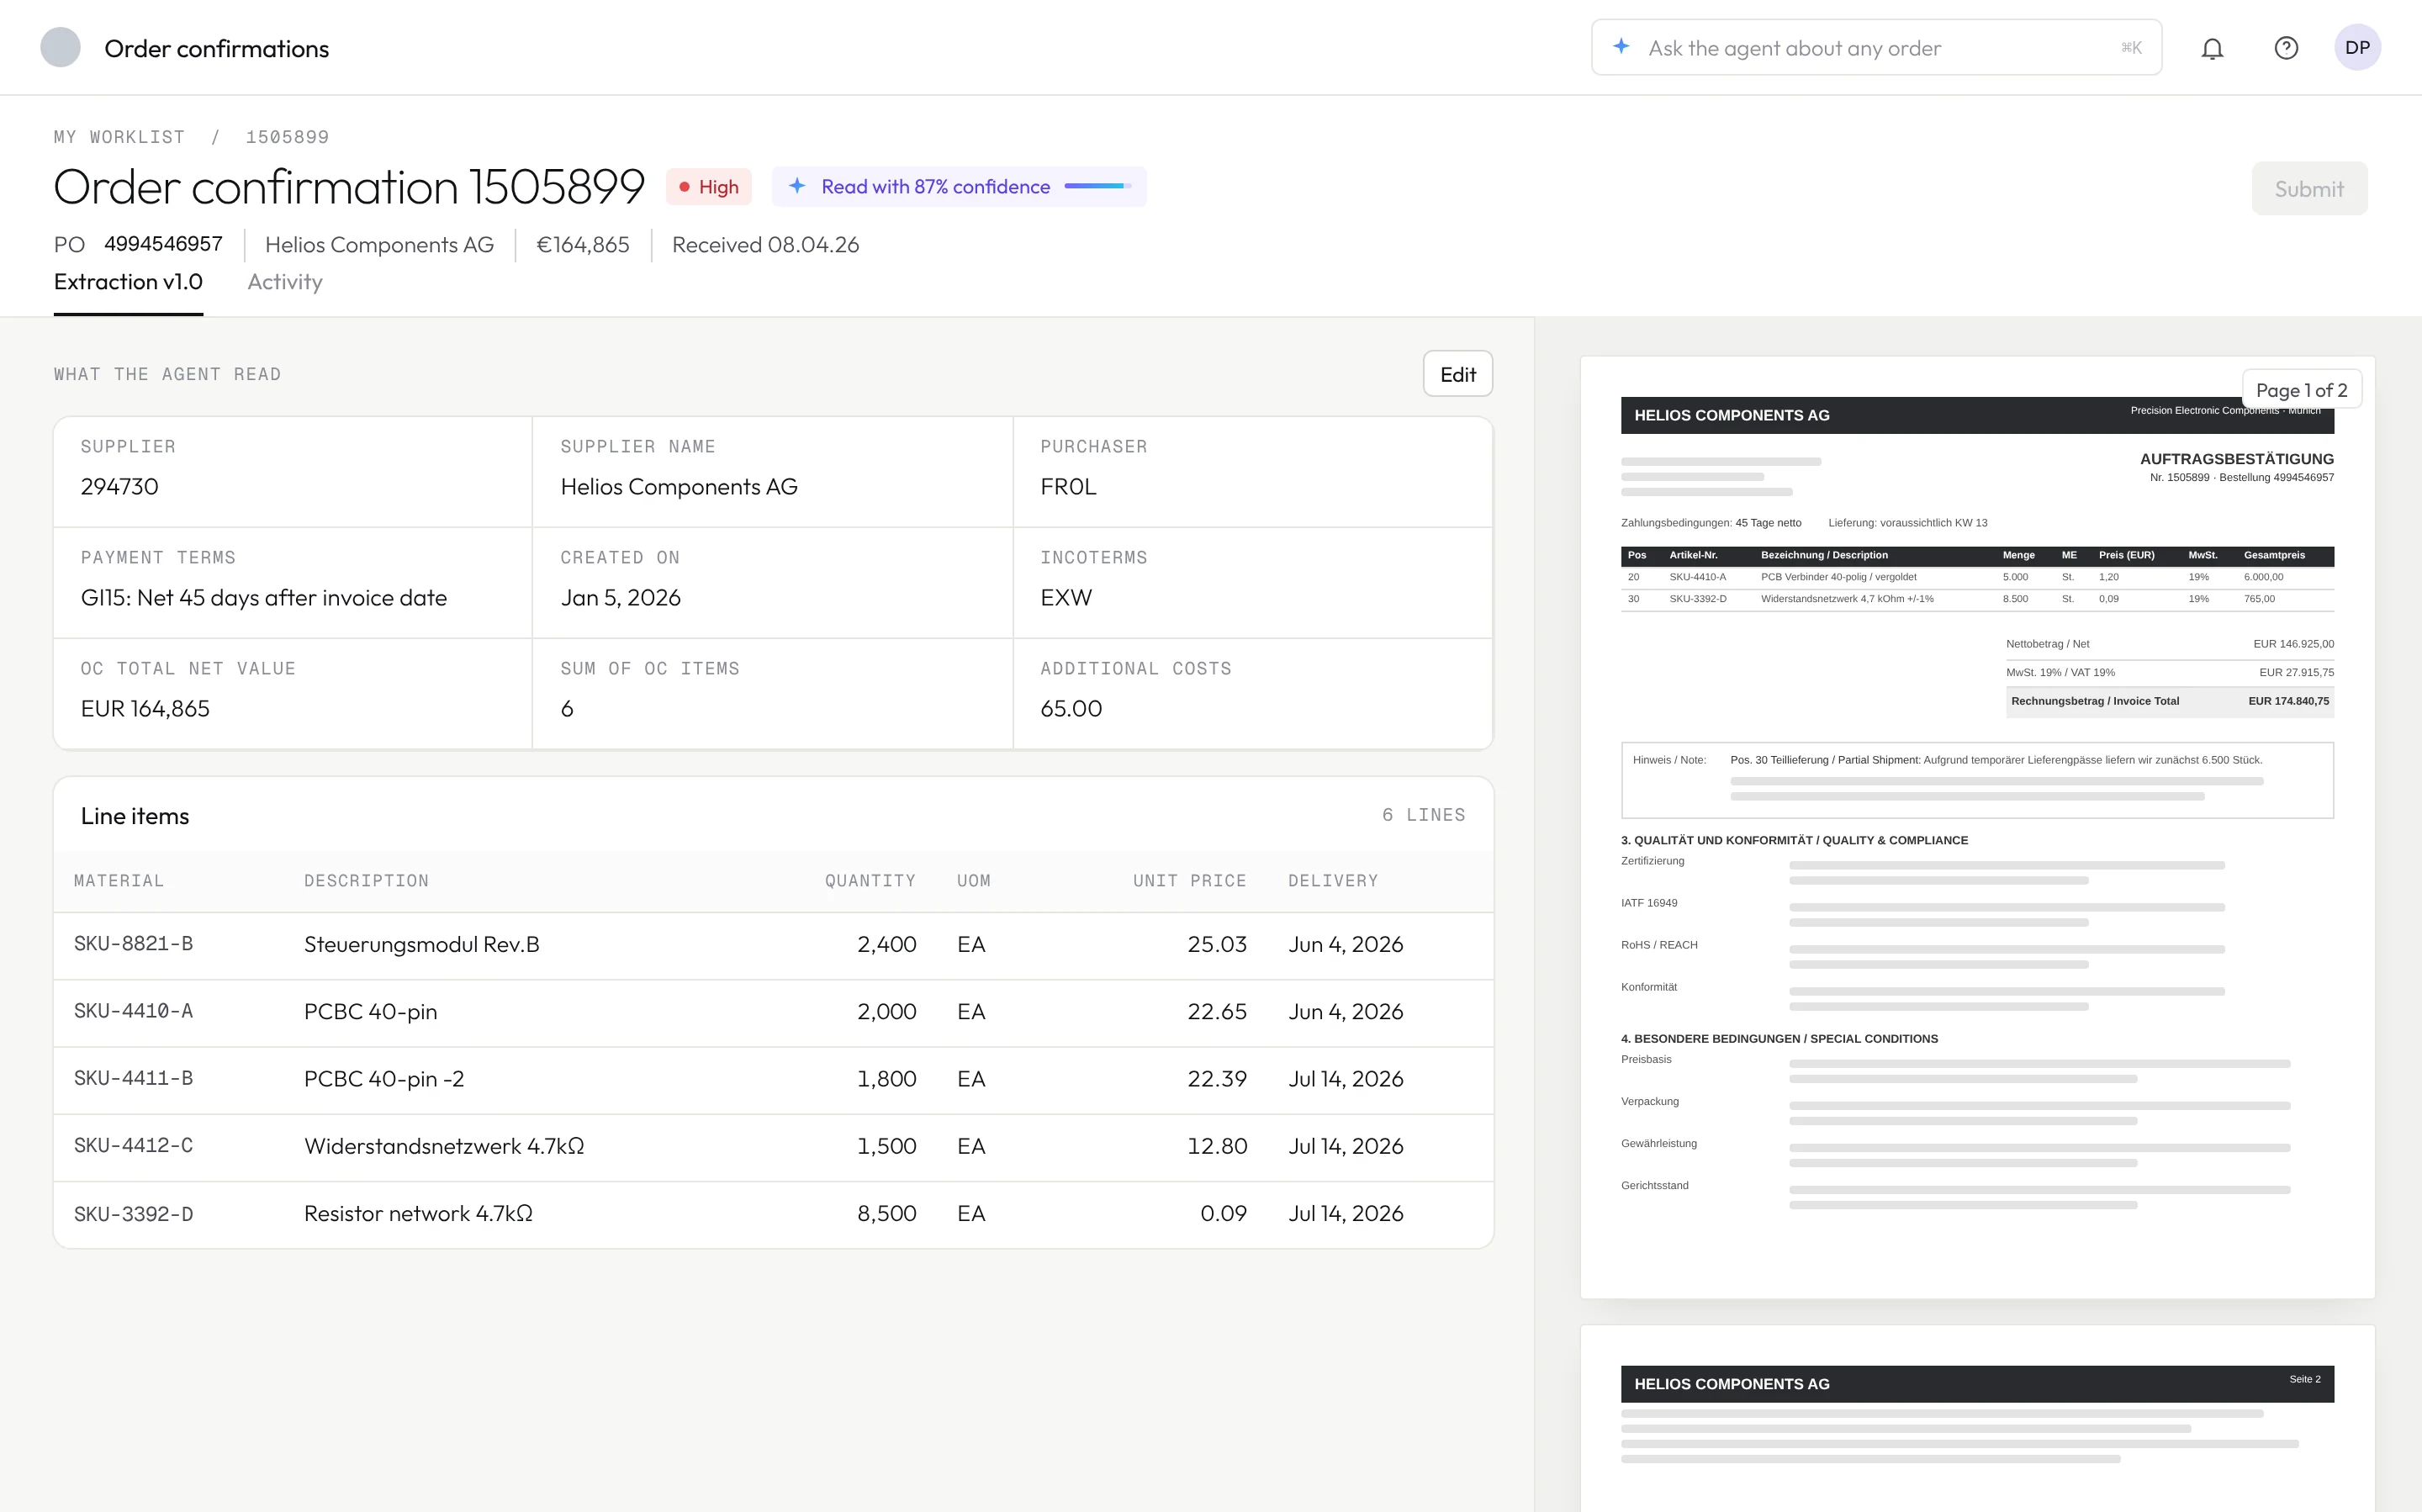 Order confirmations
Ask the agent about any order ⌘K
DP
MY WORKLIST / 1505899
Order confirmation 1505899 High Read with 87% confidence
Submit
PO 4994546957 Helios Components AG €164,865 Received 08.04.26
Extraction v1.0 Activity
WHAT THE AGENT READ
Edit
SUPPLIER SUPPLIER NAME PURCHASER
294730 Helios Components AG FR0L
PAYMENT TERMS CREATED ON INCOTERMS
GI15: Net 45 days after invoice date Jan 5, 2026 EXW
OC TOTAL NET VALUE SUM OF OC ITEMS ADDITIONAL COSTS
EUR 164,865 6 65.00
Line items 6 LINES
MATERIAL DESCRIPTION QUANTITY UOM UNIT PRICE DELIVERY
SKU-8821-B Steuerungsmodul Rev.B 2,400 EA 25.03 Jun 4, 2026
SKU-4410-A PCBC 40-pin 2,000 EA 22.65 Jun 4, 2026
SKU-4411-B PCBC 40-pin -2 1,800 EA 22.39 Jul 14, 2026
SKU-4412-C Widerstandsnetzwerk 4.7kΩ 1,500 EA 12.80 Jul 14, 2026
SKU-3392-D Resistor network 4.7kΩ 8,500 EA 0.09 Jul 14, 2026
Page 1 of 2
HELIOS COMPONENTS AG Precision Electronic Components · Munich
AUFTRAGSBESTÄTIGUNG
Nr. 1505899 · Bestellung 4994546957
Zahlungsbedingungen: 45 Tage netto Lieferung: voraussichtlich KW 13
Pos Artikel-Nr. Bezeichnung / Description Menge ME Preis (EUR) MwSt. Gesamtpreis
20 SKU-4410-A PCB Verbinder 40-polig / vergoldet 5.000 St. 1,20 19% 6.000,00
30 SKU-3392-D Widerstandsnetzwerk 4,7 kOhm +/-1% 8.500 St. 0,09 19% 765,00
Nettobetrag / Net EUR 146.925,00
MwSt. 19% / VAT 19% EUR 27.915,75
Rechnungsbetrag / Invoice Total EUR 174.840,75
Hinweis / Note: Pos. 30 Teillieferung / Partial Shipment: Aufgrund temporärer Lieferengpässe liefern wir zunächst 6.500 Stück.
3. QUALITÄT UND KONFORMITÄT / QUALITY & COMPLIANCE
Zertifizierung
IATF 16949
RoHS / REACH
Konformität
4. BESONDERE BEDINGUNGEN / SPECIAL CONDITIONS
Preisbasis
Verpackung
Gewährleistung
Gerichtsstand
HELIOS COMPONENTS AG Seite 2